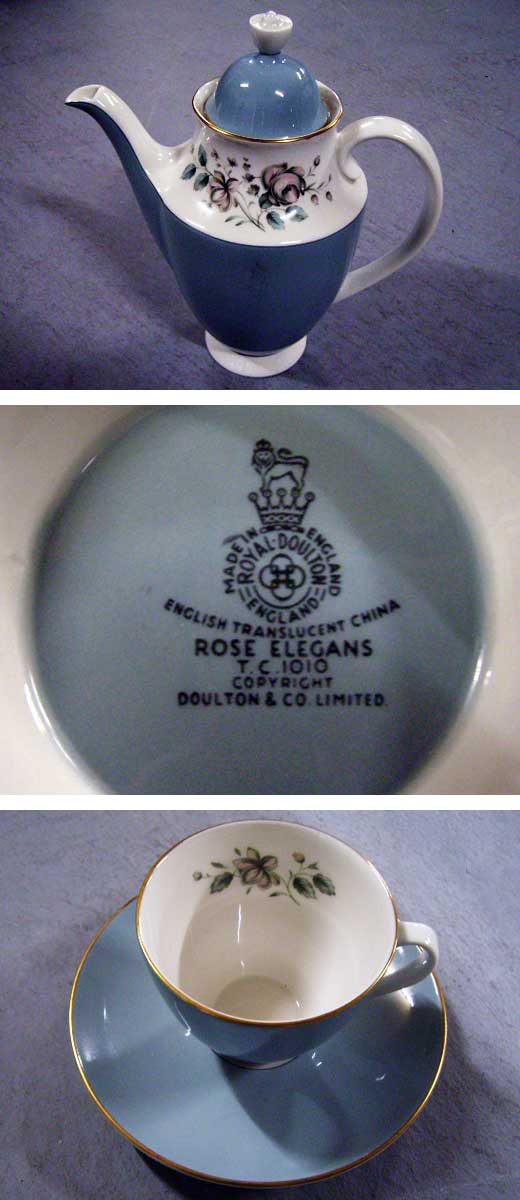 MADE IN ENGLAND
ROYAL·DOULTON
ENGLAND
ENGLISH TRANSLUCENT CHINA
ROSE ELEGANS
T.C.1010
COPYRIGHT
DOULTON & CO. LIMITED.